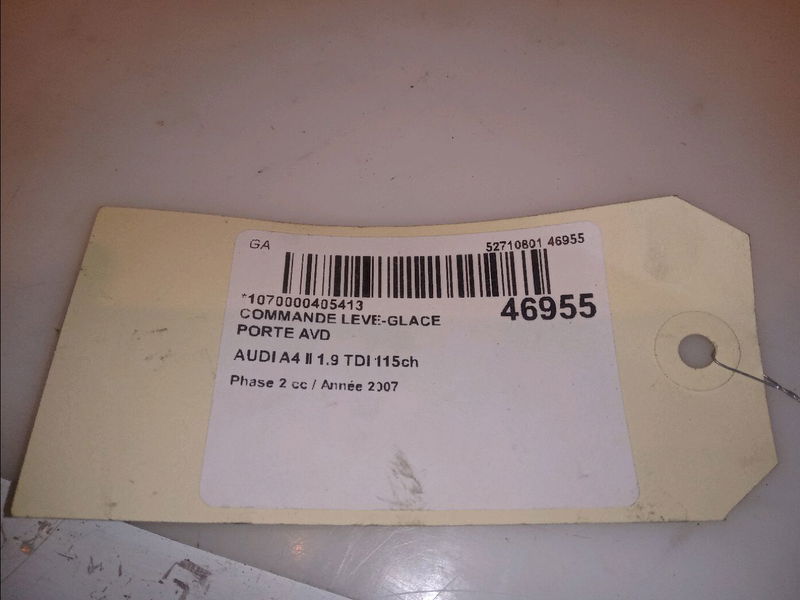 GA 52710801 46955
*1070000405413
46955
COMMANDE LEVE-GLACE
PORTE AVD
AUDI A4 II 1.9 TDI 115ch
Phase 2 cc / Année 2007